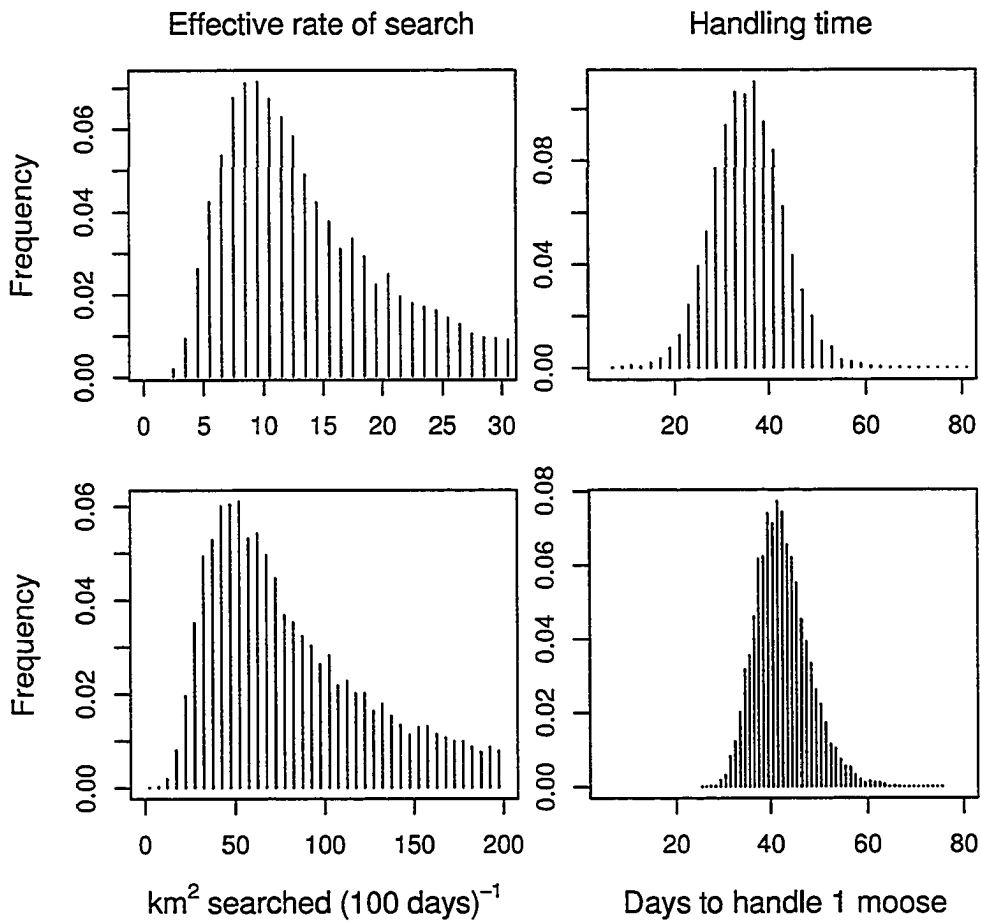 Effective rate of search
Handling time
Frequency
0.00 0.02 0.04 0.06
0 5 10 15 20 25 30
0.00 0.04 0.08
20 40 60 80
Frequency
0.00 0.02 0.04 0.06
0 50 100 150 200
km² searched (100 days)⁻¹
0.00 0.02 0.04 0.06 0.08
20 40 60 80
Days to handle 1 moose